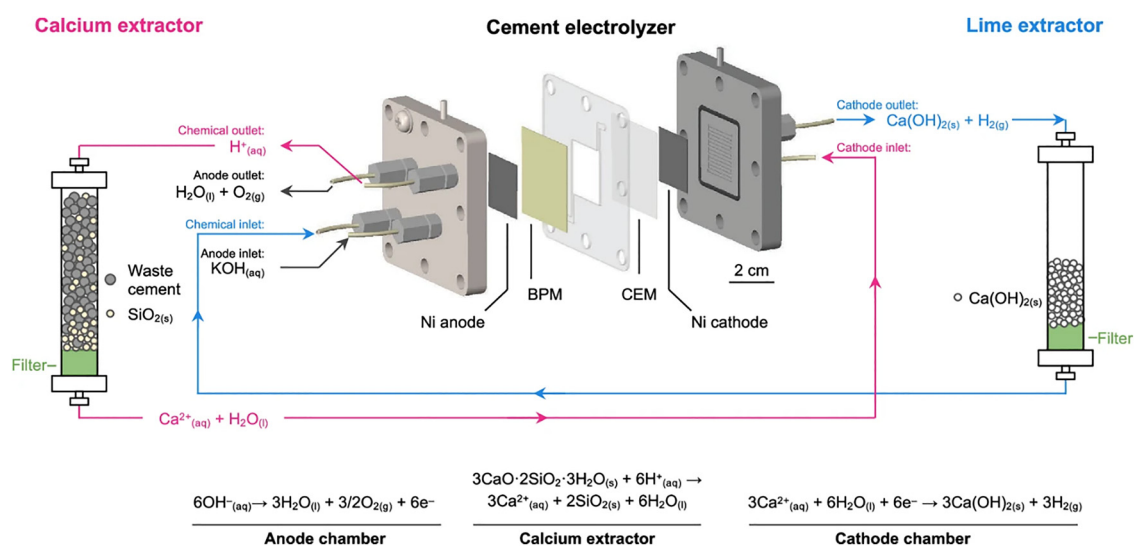 Calcium extractor
Cement electrolyzer
Lime extractor
Chemical outlet:
H⁺(aq)
Anode outlet:
H₂O(l) + O₂(g)
Chemical inlet:
Anode inlet:
KOH(aq)
Cathode outlet:
Ca(OH)₂(s) + H₂(g)
Cathode inlet:
2 cm
Waste
cement
SiO₂(s)
Filter
BPM
CEM
Ni anode
Ni cathode
Ca(OH)₂(s)
Filter
Ca²⁺(aq) + H₂O(l)
6OH⁻(aq)→ 3H₂O(l) + 3/2O₂(g) + 6e⁻
Anode chamber
3CaO·2SiO₂·3H₂O(s) + 6H⁺(aq) →
3Ca²⁺(aq) + 2SiO₂(s) + 6H₂O(l)
Calcium extractor
3Ca²⁺(aq) + 6H₂O(l) + 6e⁻ → 3Ca(OH)₂(s) + 3H₂(g)
Cathode chamber